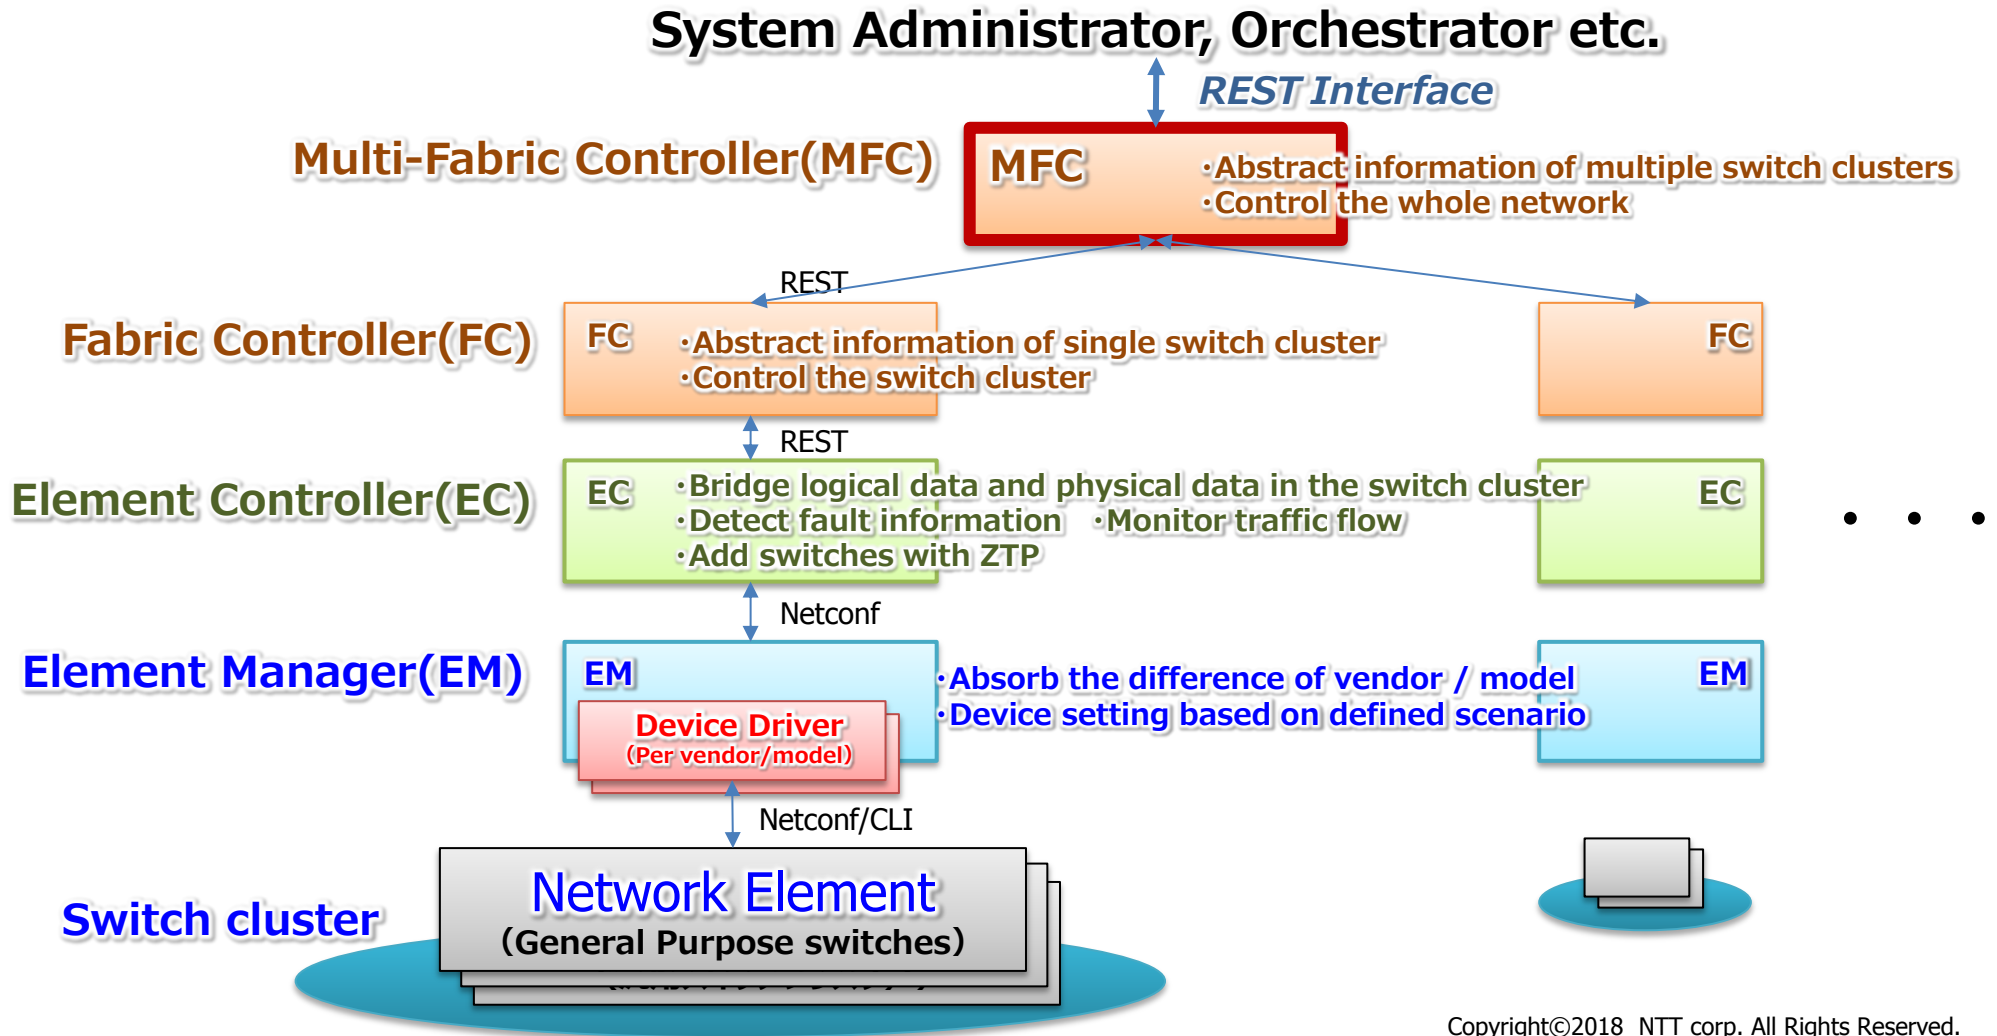 System Administrator, Orchestrator etc.
REST Interface
Multi-Fabric Controller(MFC)
MFC
・Abstract information of multiple switch clusters
・Control the whole network
REST
Fabric Controller(FC)
FC
・Abstract information of single switch cluster
・Control the switch cluster
FC
REST
Element Controller(EC)
EC
・Bridge logical data and physical data in the switch cluster
・Detect fault information ・Monitor traffic flow
・Add switches with ZTP
EC
・・・
Netconf
Element Manager(EM)
EM
・Absorb the difference of vendor / model
・Device setting based on defined scenario
EM
Device Driver
(Per vendor/model)
Netconf/CLI
Network Element
(General Purpose switches)
Switch cluster
Copyright©2018 NTT corp. All Rights Reserved.